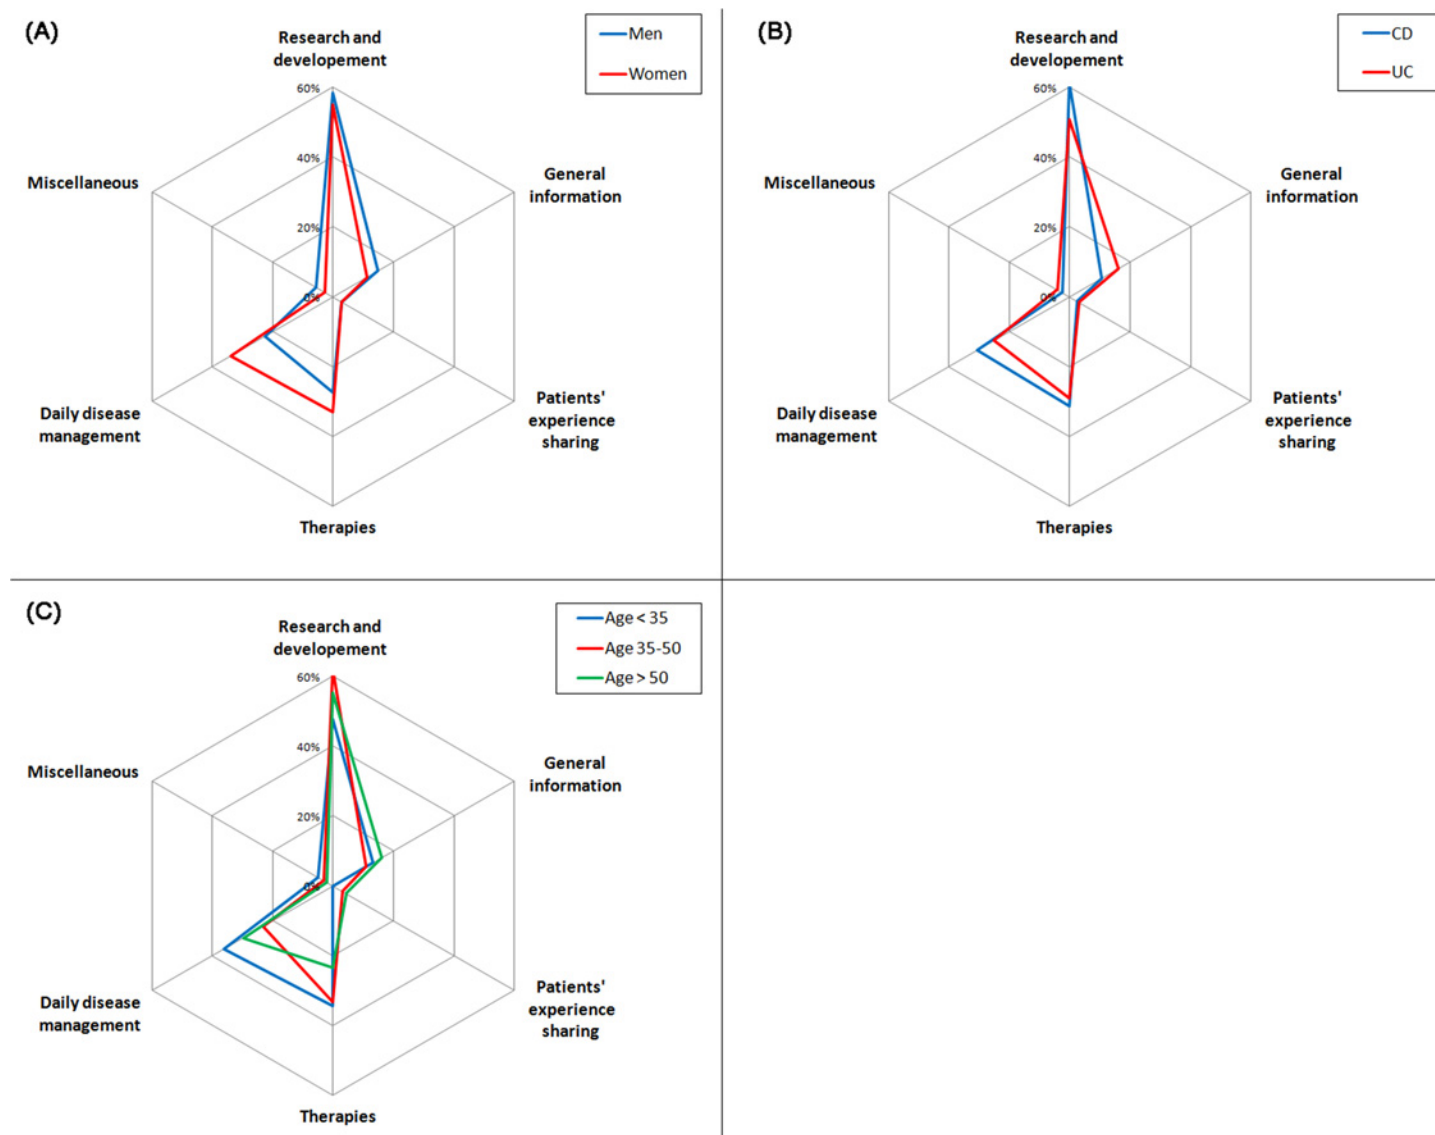 (A)
Men
Women
Research and
developement
60%
40%
20%
0%
General
information
Patients'
experience
sharing
Therapies
Daily disease
management
Miscellaneous
(B)
CD
UC
Research and
developement
60%
40%
20%
0%
General
information
Patients'
experience
sharing
Therapies
Daily disease
management
Miscellaneous
(C)
Age < 35
Age 35-50
Age > 50
Research and
developement
60%
40%
20%
0%
General
information
Patients'
experience
sharing
Therapies
Daily disease
management
Miscellaneous